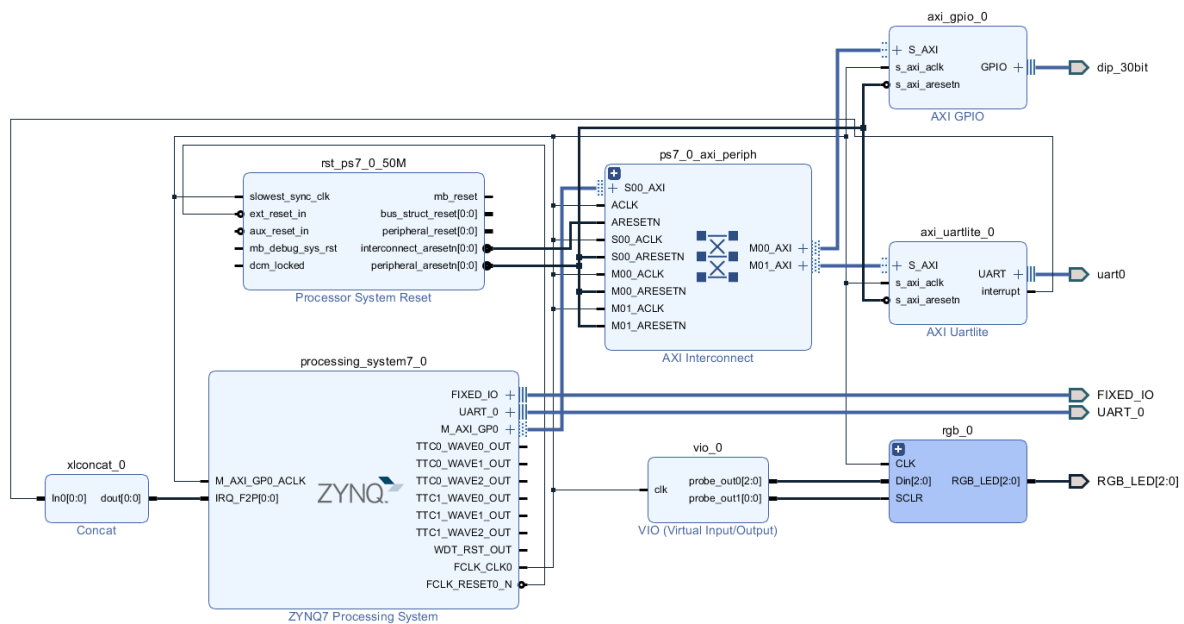 axi_gpio_0
S_AXI
s_axi_aclk
s_axi_aresetn
GPIO
dip_30bit
AXI GPIO
rst_ps7_0_50M
slowest_sync_clk
ext_reset_in
aux_reset_in
mb_debug_sys_rst
dcm_locked
mb_reset
bus_struct_reset[0:0]
peripheral_reset[0:0]
interconnect_aresetn[0:0]
peripheral_aresetn[0:0]
Processor System Reset
ps7_0_axi_periph
S00_AXI
ACLK
ARESETN
S00_ACLK
S00_ARESETN
M00_ACLK
M00_ARESETN
M01_ACLK
M01_ARESETN
M00_AXI
M01_AXI
AXI Interconnect
axi_uartlite_0
S_AXI
s_axi_aclk
s_axi_aresetn
UART
interrupt
uart0
AXI Uartlite
processing_system7_0
M_AXI_GP0_ACLK
IRQ_F2P[0:0]
ZYNQ
FIXED_IO
UART_0
M_AXI_GP0
TTC0_WAVE0_OUT
TTC0_WAVE1_OUT
TTC0_WAVE2_OUT
TTC1_WAVE0_OUT
TTC1_WAVE1_OUT
TTC1_WAVE2_OUT
WDT_RST_OUT
FCLK_CLK0
FCLK_RESET0_N
ZYNQ7 Processing System
FIXED_IO
UART_0
xlconcat_0
In0[0:0]
dout[0:0]
Concat
vio_0
clk
probe_out0[2:0]
probe_out1[0:0]
VIO (Virtual Input/Output)
rgb_0
CLK
Din[2:0]
SCLR
RGB_LED[2:0]
RGB_LED[2:0]